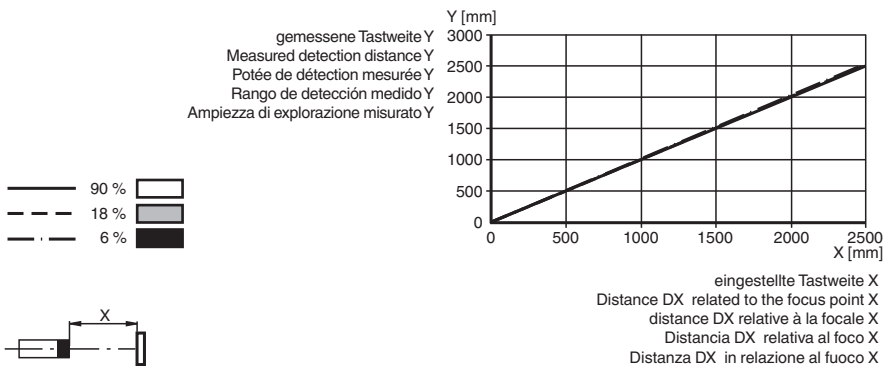 Y [mm]
gemessene Tastweite Y
Measured detection distance Y
Potée de détection mesurée Y
Rango de detección medido Y
Ampiezza di explorazione misurato Y
3000
2500
2000
1500
1000
500
0
0 500 1000 1500 2000 2500
X [mm]
90 %
18 %
6 %
eingestellte Tastweite X
Distance DX related to the focus point X
distance DX relative à la focale X
Distancia DX relativa al foco X
Distanza DX in relazione al fuoco X
X